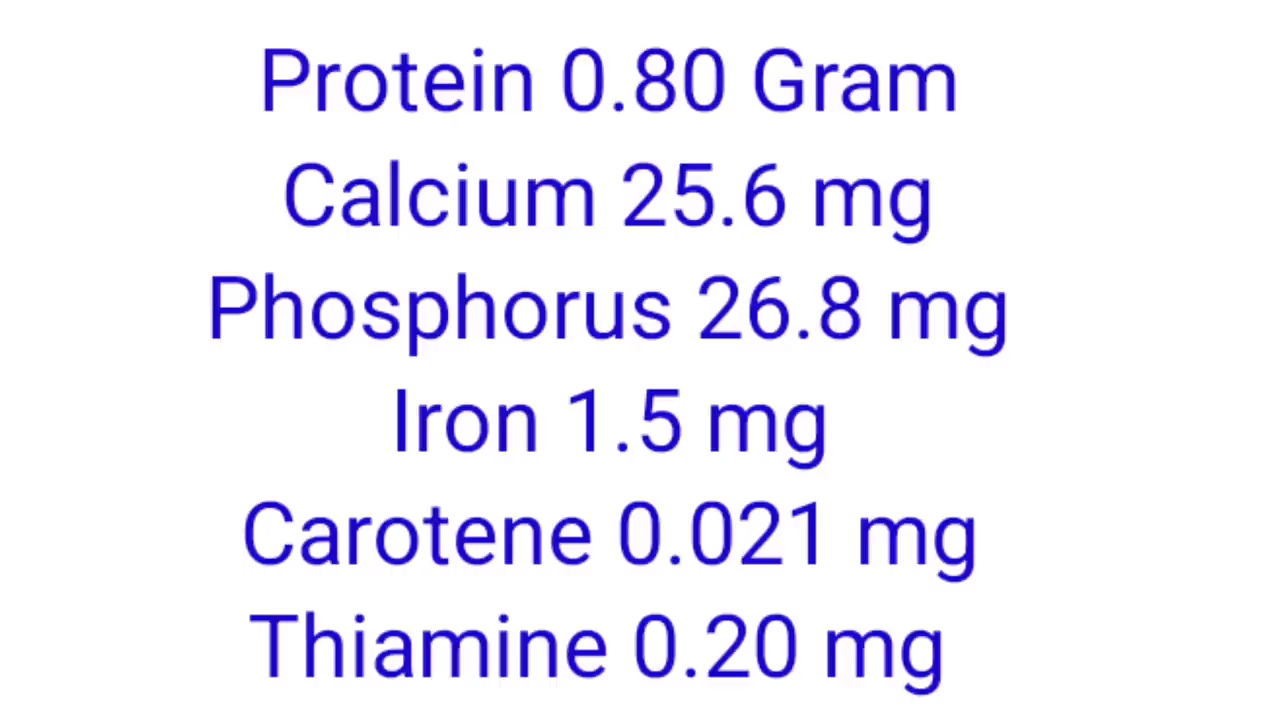 Protein 0.80 Gram
Calcium 25.6 mg
Phosphorus 26.8 mg
Iron 1.5 mg
Carotene 0.021 mg
Thiamine 0.20 mg